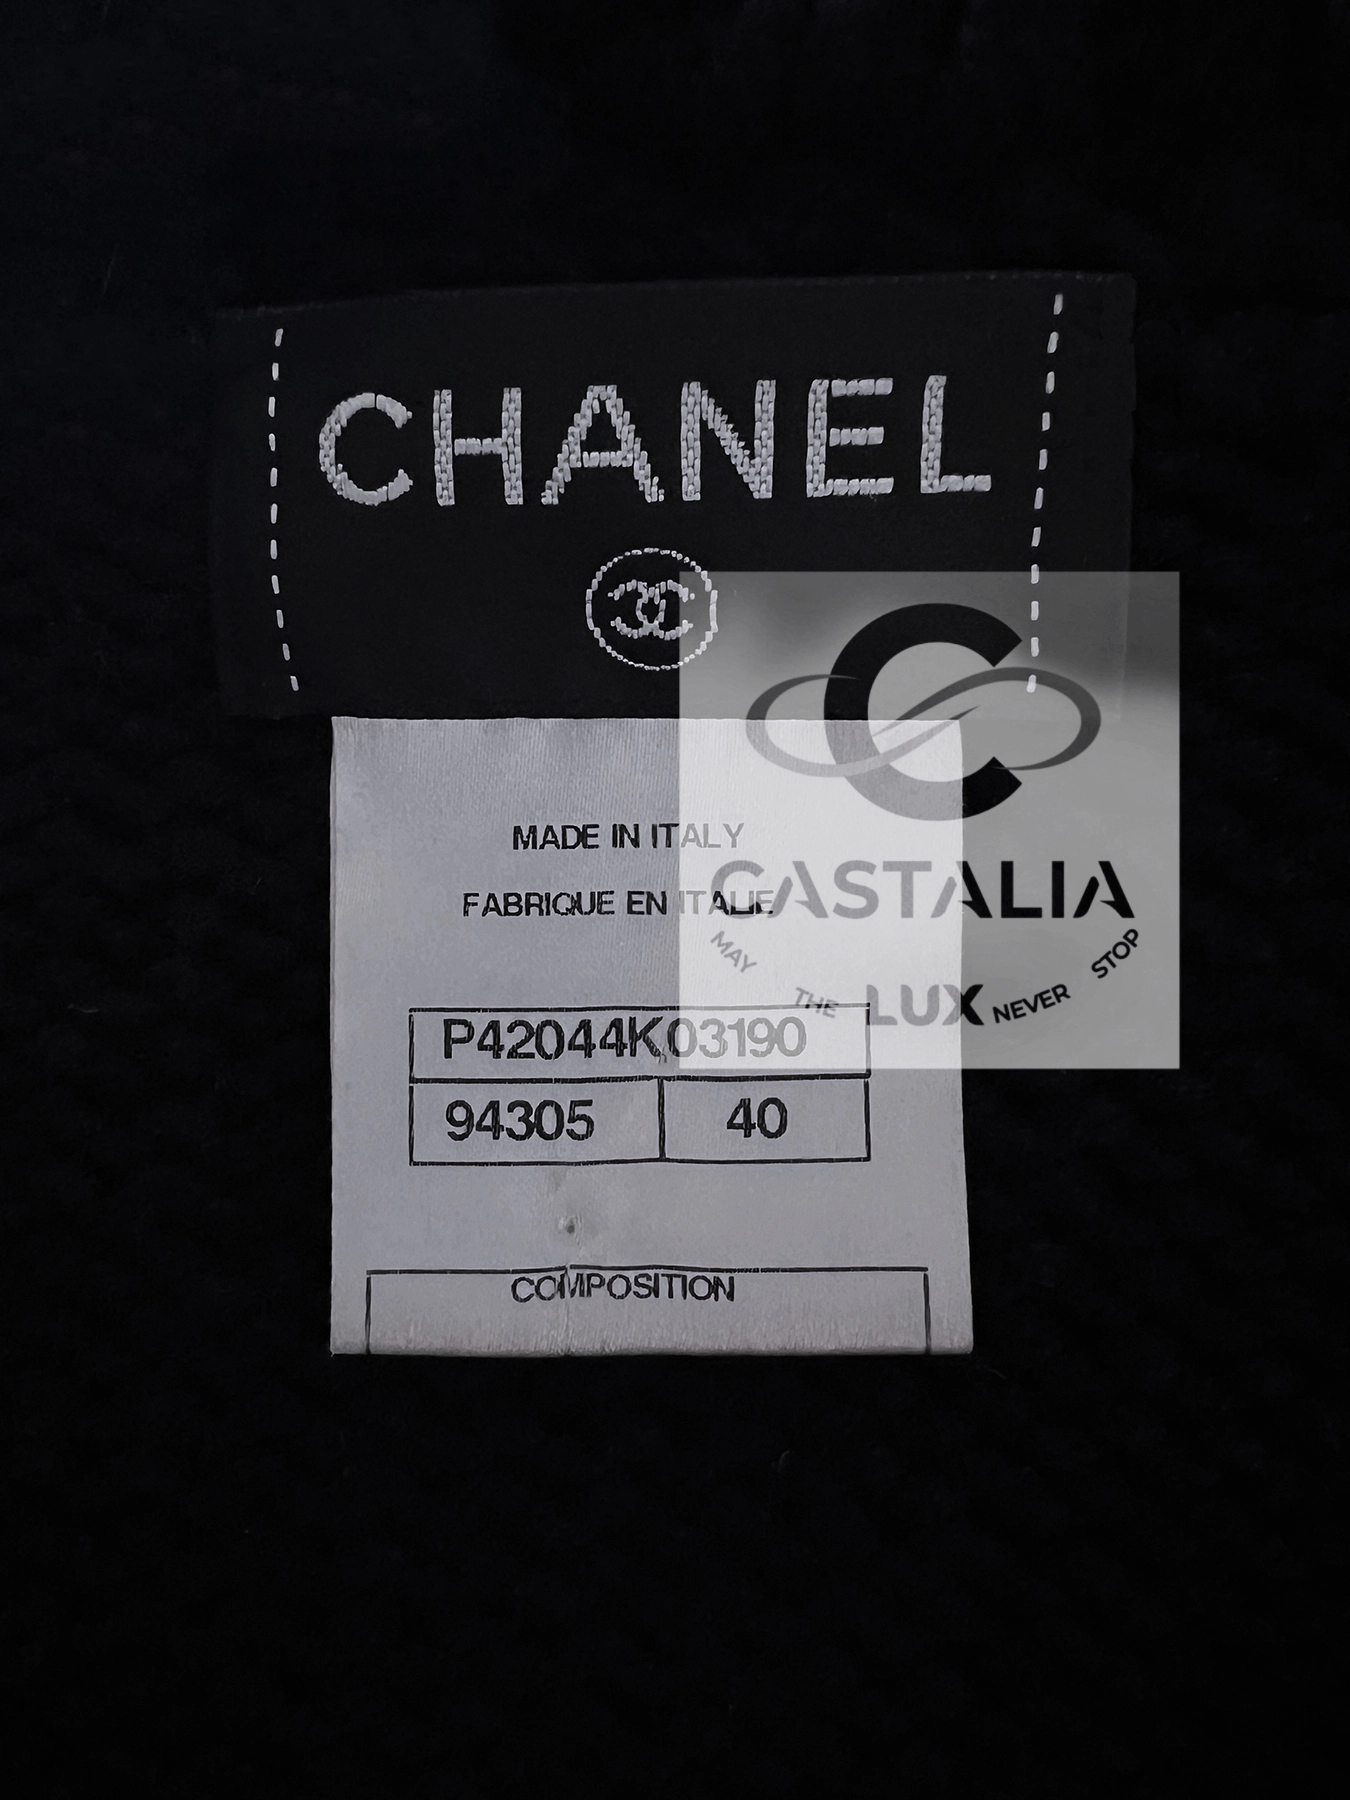 CHANEL
MADE IN ITALY
FABRIQUE EN ITALIE
P42044K03190
94305 40
COMPOSITION
CASTALIA
MAY THE LUX NEVER STOP